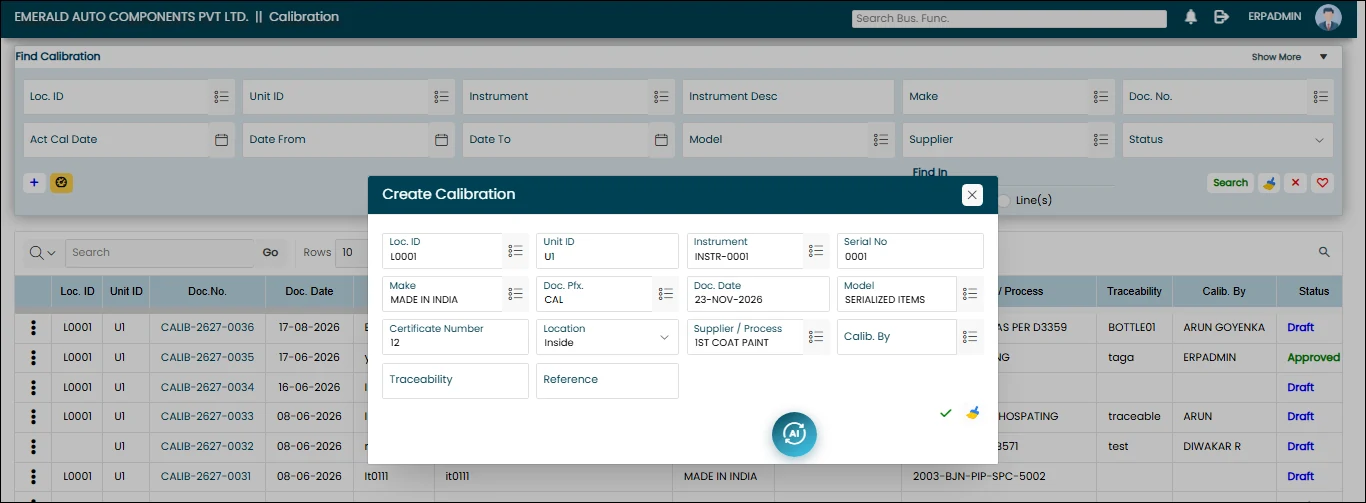 EMERALD AUTO COMPONENTS PVT LTD. || Calibration Search Bus. Func. ERPADMIN
Find Calibration Show More
Loc. ID Unit ID Instrument Instrument Desc Make Doc. No.
Act Cal Date Date From Date To Model Supplier Status
Find In
+ Search
Line(s)
Create Calibration
Loc. ID Unit ID Instrument Serial No
L0001 U1 INSTR-0001 0001
Make Doc. Pfx. Doc. Date Model
MADE IN INDIA CAL 23-NOV-2026 SERIALIZED ITEMS
Certificate Number Location Supplier / Process Calib. By
12 Inside 1ST COAT PAINT
Traceability Reference
AI
Search Go Rows 10
Loc. ID Unit ID Doc.No. Doc. Date / Process Traceability Calib. By Status
L0001 U1 CALIB-2627-0036 17-08-2026 AS PER D3359 BOTTLE01 ARUN GOYENKA Draft
L0001 U1 CALIB-2627-0035 17-06-2026 taga ERPADMIN Approved
L0001 U1 CALIB-2627-0034 16-06-2026 Draft
L0001 U1 CALIB-2627-0033 08-06-2026 HOSPATING traceable ARUN Draft
U1 CALIB-2627-0032 08-06-2026 3571 test DIWAKAR R Draft
L0001 U1 CALIB-2627-0031 08-06-2026 it0111 it0111 MADE IN INDIA 2003-BJN-PIP-SPC-5002 Draft